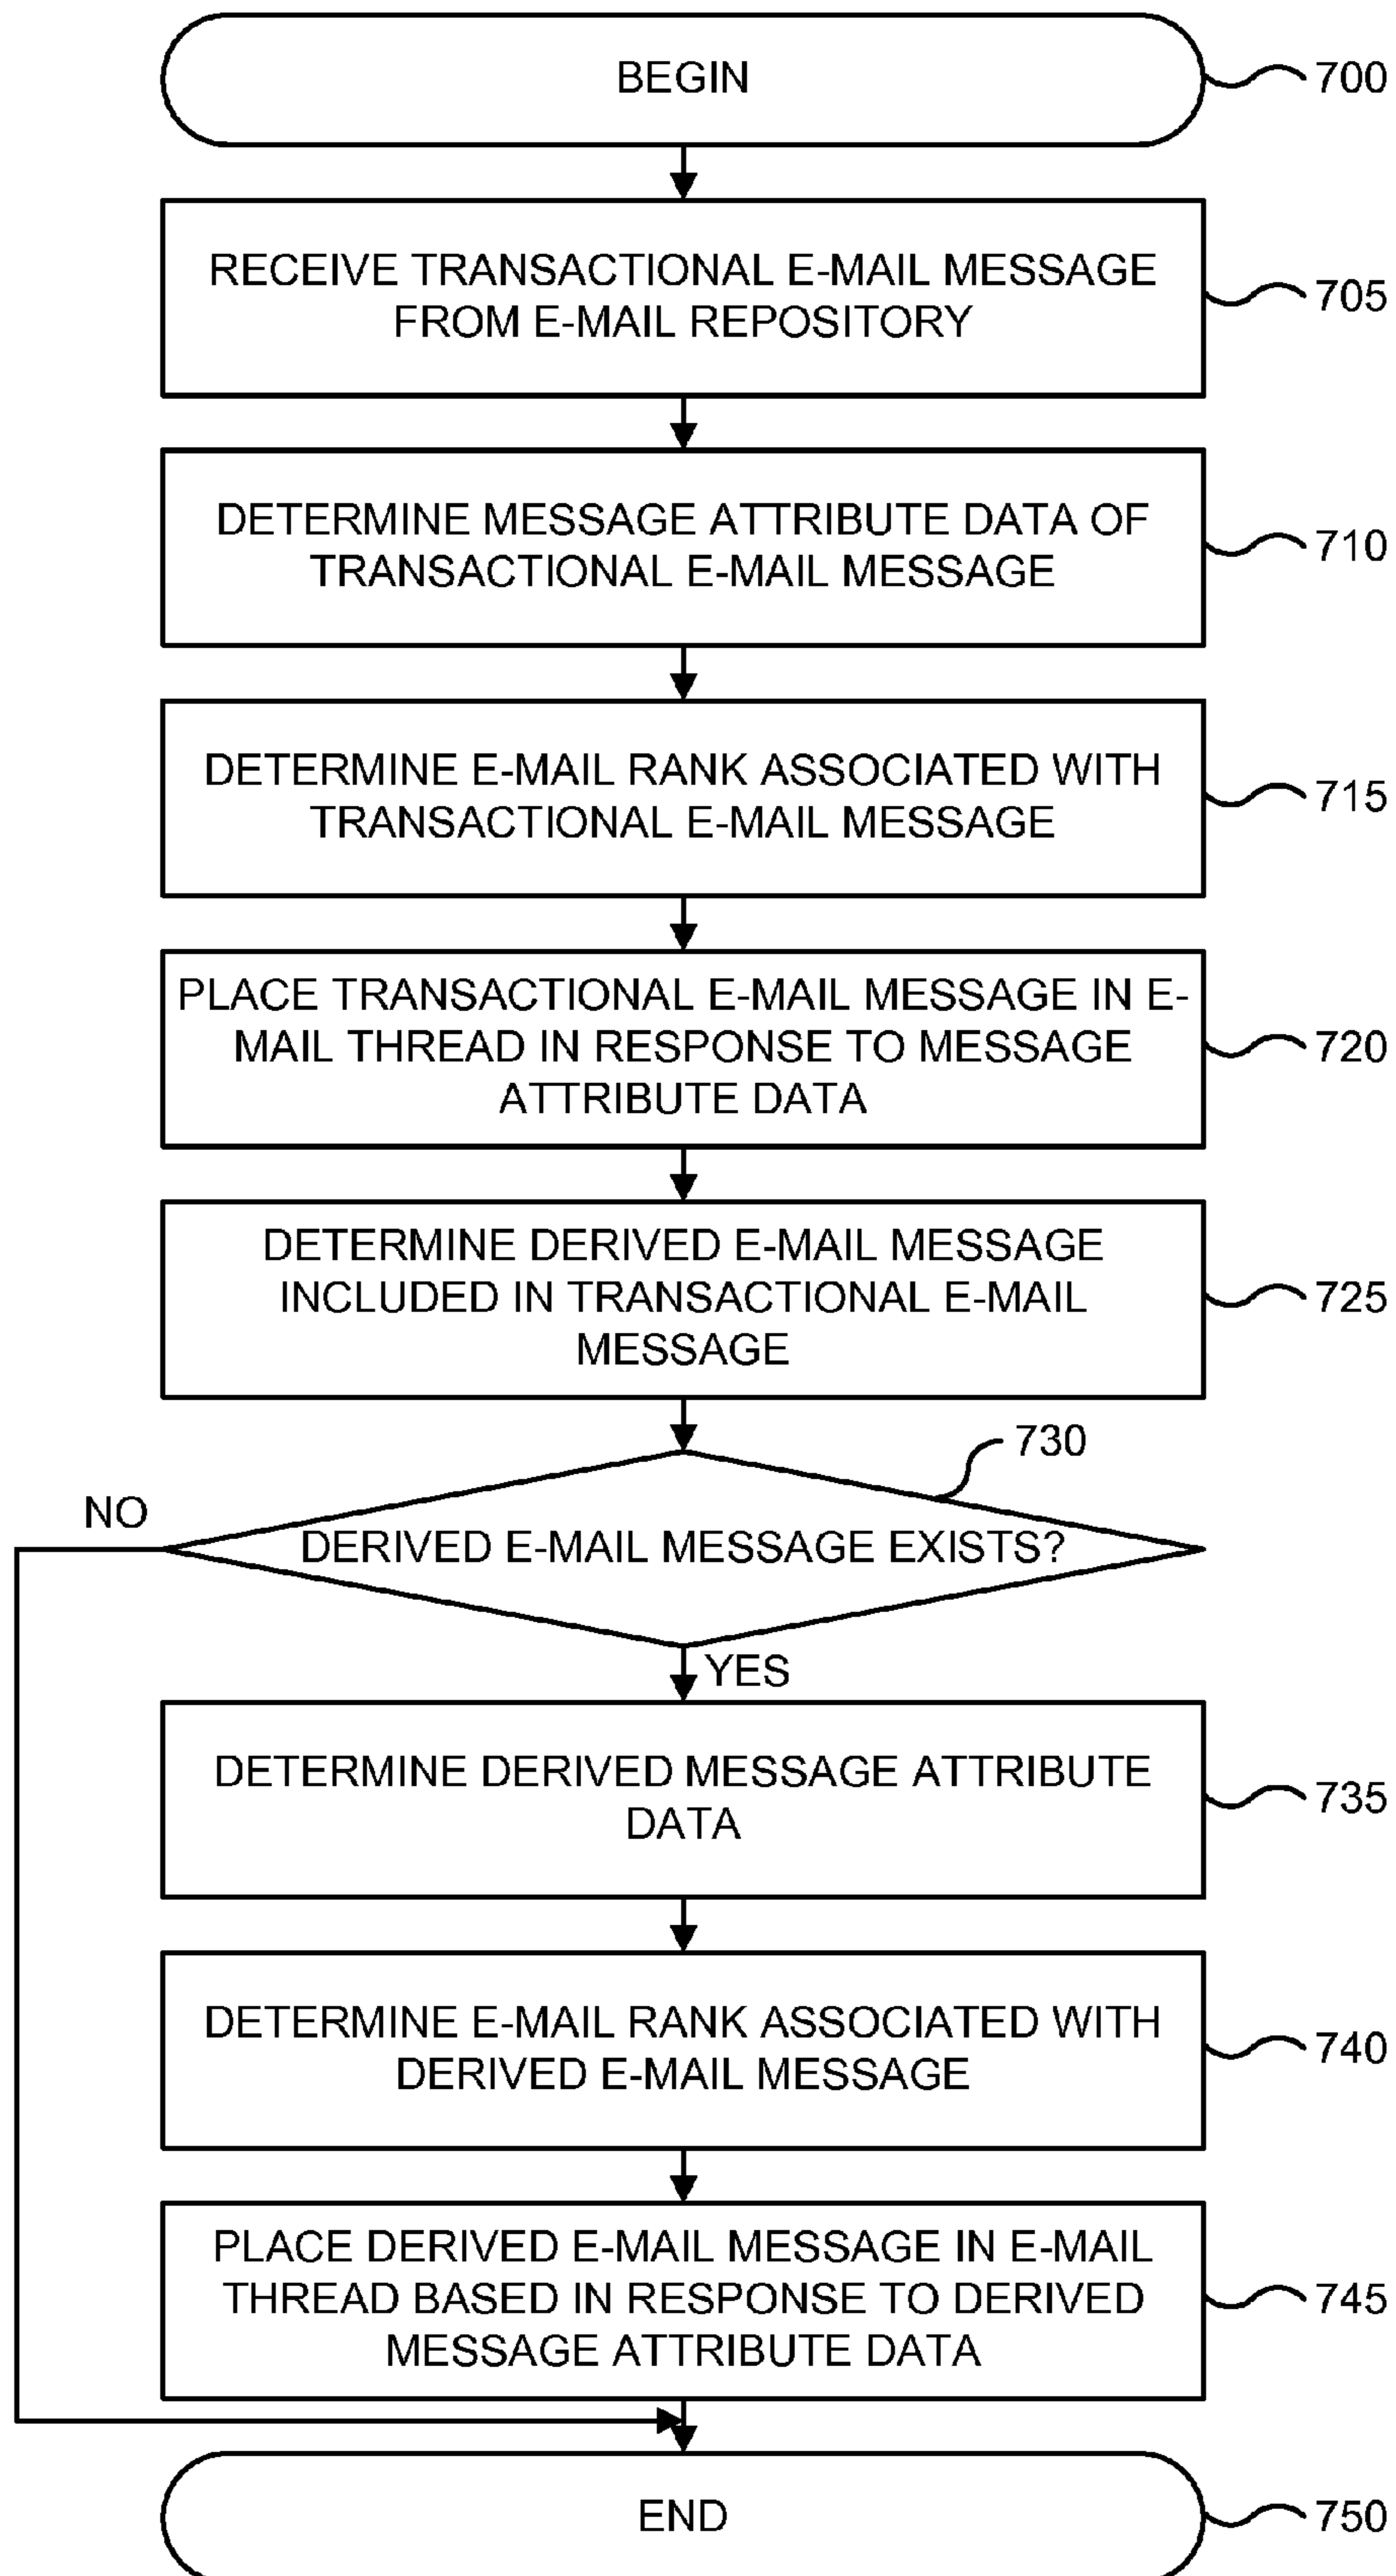 BEGIN
700
RECEIVE TRANSACTIONAL E-MAIL MESSAGE
FROM E-MAIL REPOSITORY
705
DETERMINE MESSAGE ATTRIBUTE DATA OF
TRANSACTIONAL E-MAIL MESSAGE
710
DETERMINE E-MAIL RANK ASSOCIATED WITH
TRANSACTIONAL E-MAIL MESSAGE
715
PLACE TRANSACTIONAL E-MAIL MESSAGE IN E-
MAIL THREAD IN RESPONSE TO MESSAGE
ATTRIBUTE DATA
720
DETERMINE DERIVED E-MAIL MESSAGE
INCLUDED IN TRANSACTIONAL E-MAIL
MESSAGE
725
730
NO
DERIVED E-MAIL MESSAGE EXISTS?
YES
DETERMINE DERIVED MESSAGE ATTRIBUTE
DATA
735
DETERMINE E-MAIL RANK ASSOCIATED WITH
DERIVED E-MAIL MESSAGE
740
PLACE DERIVED E-MAIL MESSAGE IN E-MAIL
THREAD BASED IN RESPONSE TO DERIVED
MESSAGE ATTRIBUTE DATA
745
END
750